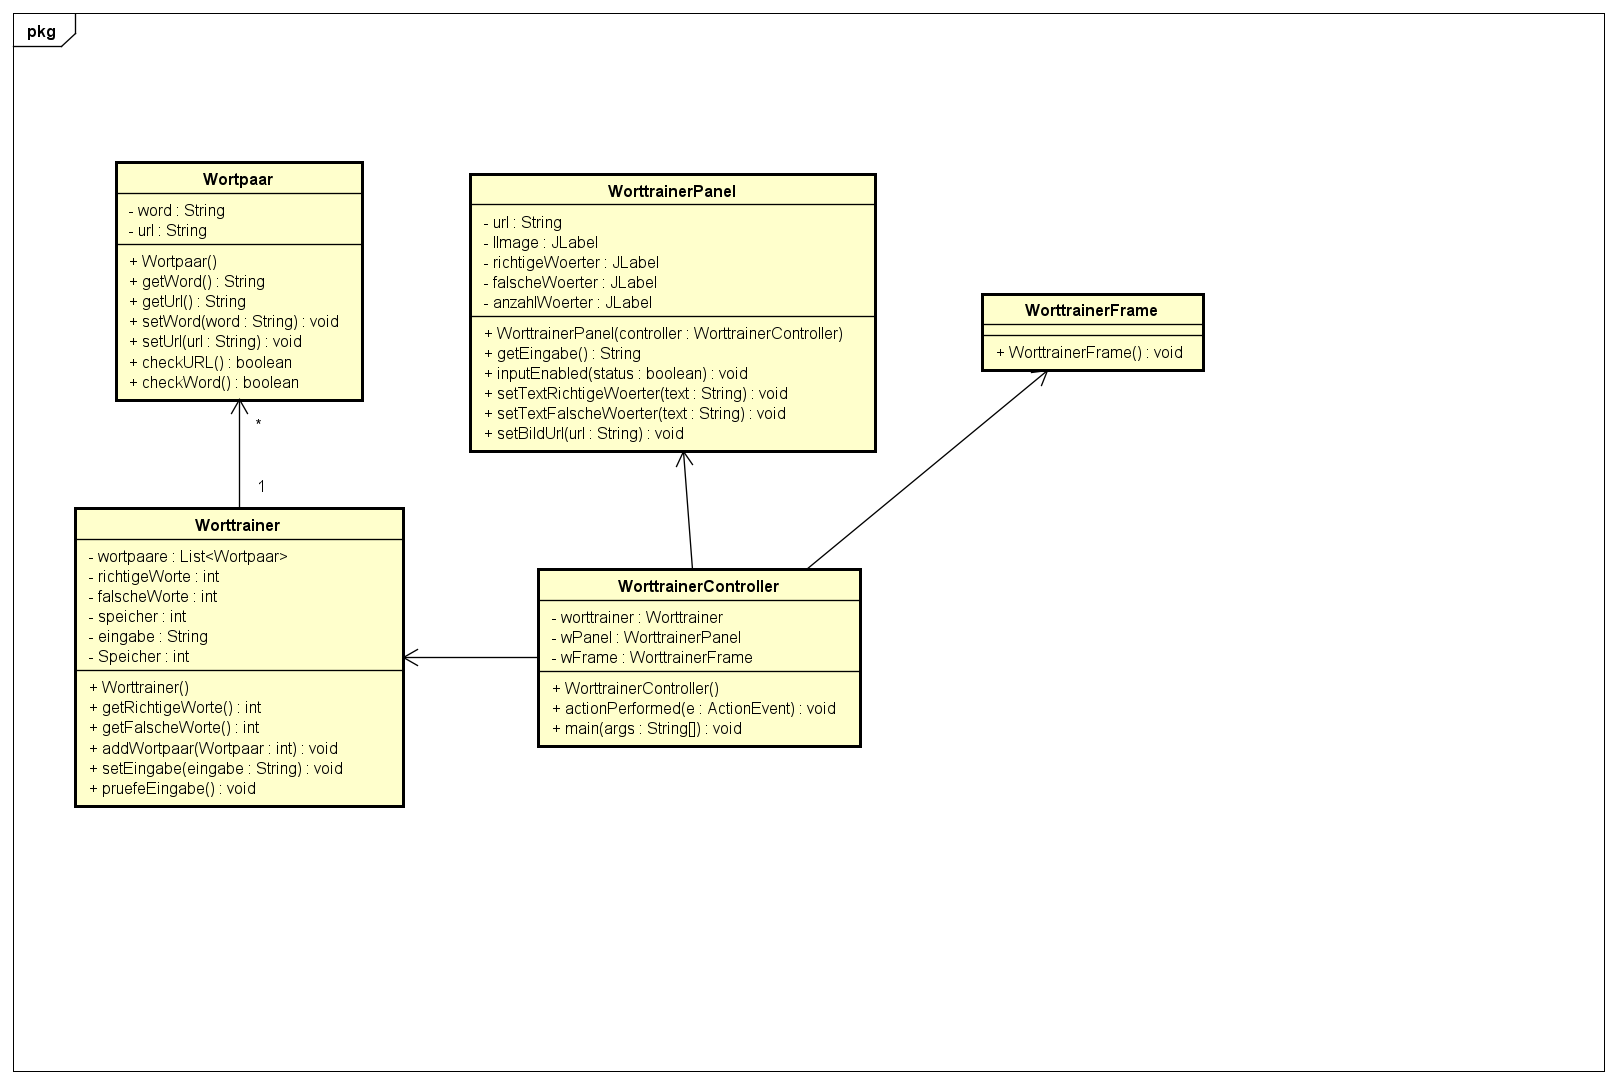 pkg
Wortpaar
- word : String
- url : String
+ Wortpaar()
+ getWord() : String
+ getUrl() : String
+ setWord(word : String) : void
+ setUrl(url : String) : void
+ checkURL() : boolean
+ checkWord() : boolean
WorttrainerPanel
- url : String
- lImage : JLabel
- richtigeWoerter : JLabel
- falscheWoerter : JLabel
- anzahlWoerter : JLabel
+ WorttrainerPanel(controller : WorttrainerController)
+ getEingabe() : String
+ inputEnabled(status : boolean) : void
+ setTextRichtigeWoerter(text : String) : void
+ setTextFalscheWoerter(text : String) : void
+ setBildUrl(url : String) : void
WorttrainerFrame
+ WorttrainerFrame() : void
*
1
Worttrainer
- wortpaare : List<Wortpaar>
- richtigeWorte : int
- falscheWorte : int
- speicher : int
- eingabe : String
- Speicher : int
+ Worttrainer()
+ getRichtigeWorte() : int
+ getFalscheWorte() : int
+ addWortpaar(Wortpaar : int) : void
+ setEingabe(eingabe : String) : void
+ pruefeEingabe() : void
WorttrainerController
- worttrainer : Worttrainer
- wPanel : WorttrainerPanel
- wFrame : WorttrainerFrame
+ WorttrainerController()
+ actionPerformed(e : ActionEvent) : void
+ main(args : String[]) : void